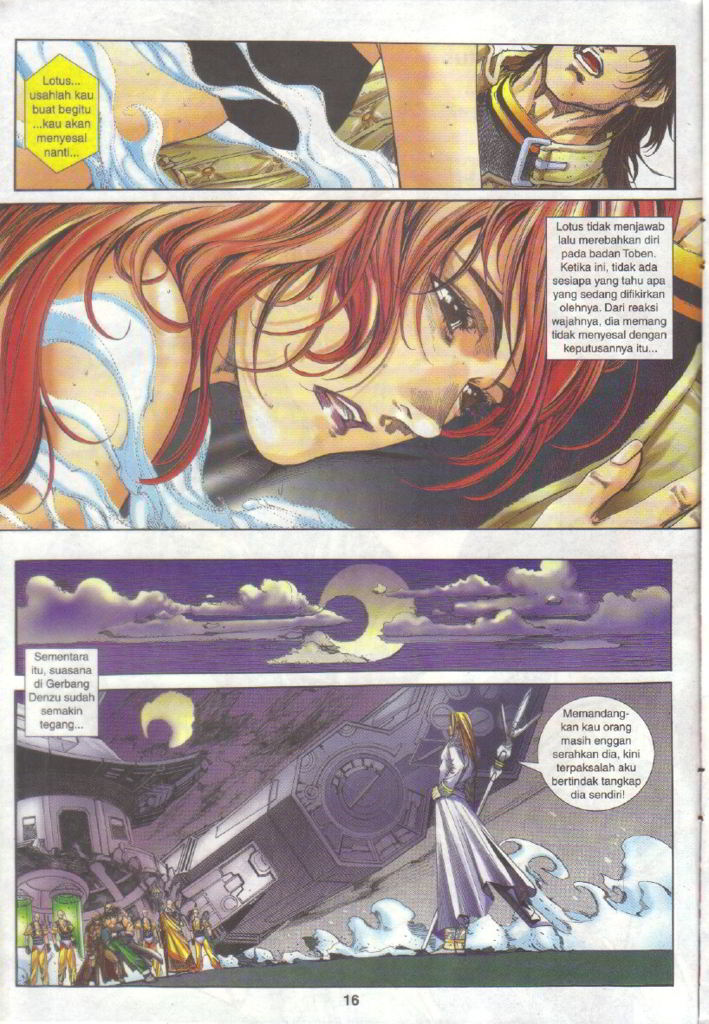 Lotus...
usahlah kau
buat begitu
...kau akan
menyesal
nanti...
Lotus tidak menjawab
lalu merebahkan diri
pada badan Toben.
Ketika ini, tidak ada
sesiapa yang tahu apa
yang sedang difikirkan
olehnya. Dari reaksi
wajahnya, dia memang
tidak menyesal dengan
keputusannya itu...
Sementara
itu, suasana
di Gerbang
Denzu sudah
semakin
tegang...
Memandang-
kan kau orang
masih enggan
serahkan dia, kini
terpaksalah aku
bertindak tangkap
dia sendiri!
16